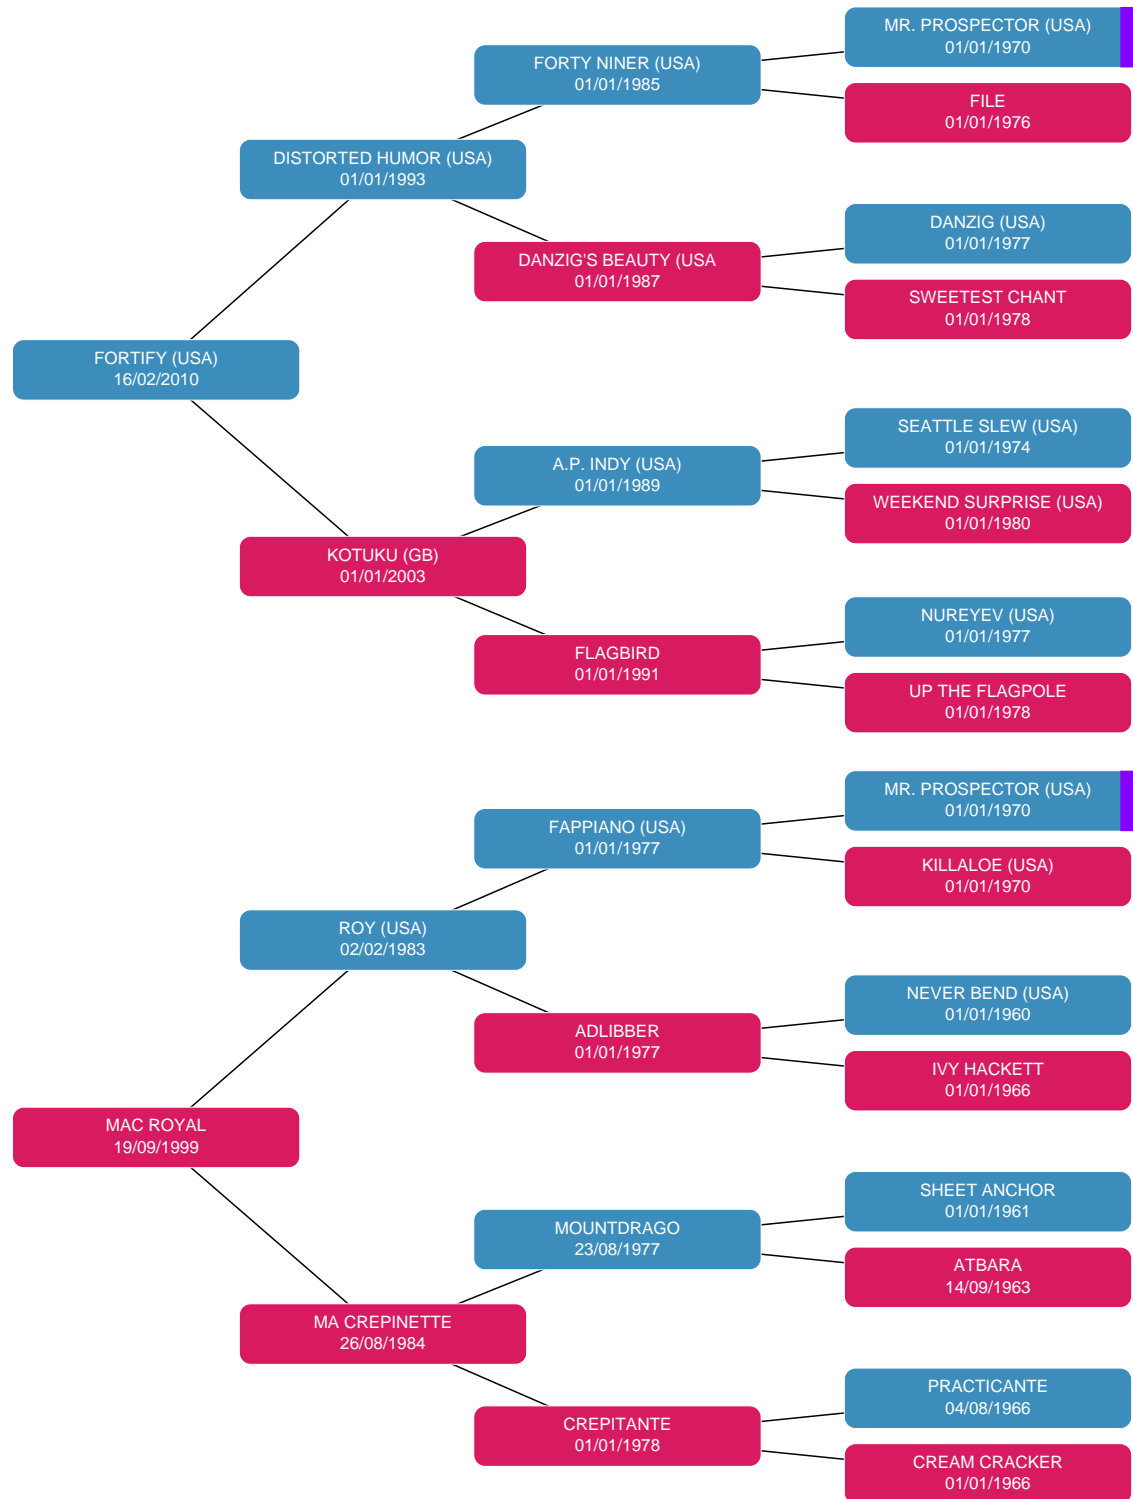 MR. PROSPECTOR (USA)
01/01/1970
FORTY NINER (USA)
01/01/1985
FILE
01/01/1976
DISTORTED HUMOR (USA)
01/01/1993
DANZIG (USA)
01/01/1977
DANZIG'S BEAUTY (USA
01/01/1987
SWEETEST CHANT
01/01/1978
FORTIFY (USA)
16/02/2010
SEATTLE SLEW (USA)
01/01/1974
A.P. INDY (USA)
01/01/1989
WEEKEND SURPRISE (USA)
01/01/1980
KOTUKU (GB)
01/01/2003
NUREYEV (USA)
01/01/1977
FLAGBIRD
01/01/1991
UP THE FLAGPOLE
01/01/1978
MR. PROSPECTOR (USA)
01/01/1970
FAPPIANO (USA)
01/01/1977
KILLALOE (USA)
01/01/1970
ROY (USA)
02/02/1983
NEVER BEND (USA)
01/01/1960
ADLIBBER
01/01/1977
IVY HACKETT
01/01/1966
MAC ROYAL
19/09/1999
SHEET ANCHOR
01/01/1961
MOUNTDRAGO
23/08/1977
ATBARA
14/09/1963
MA CREPINETTE
26/08/1984
PRACTICANTE
04/08/1966
CREPITANTE
01/01/1978
CREAM CRACKER
01/01/1966